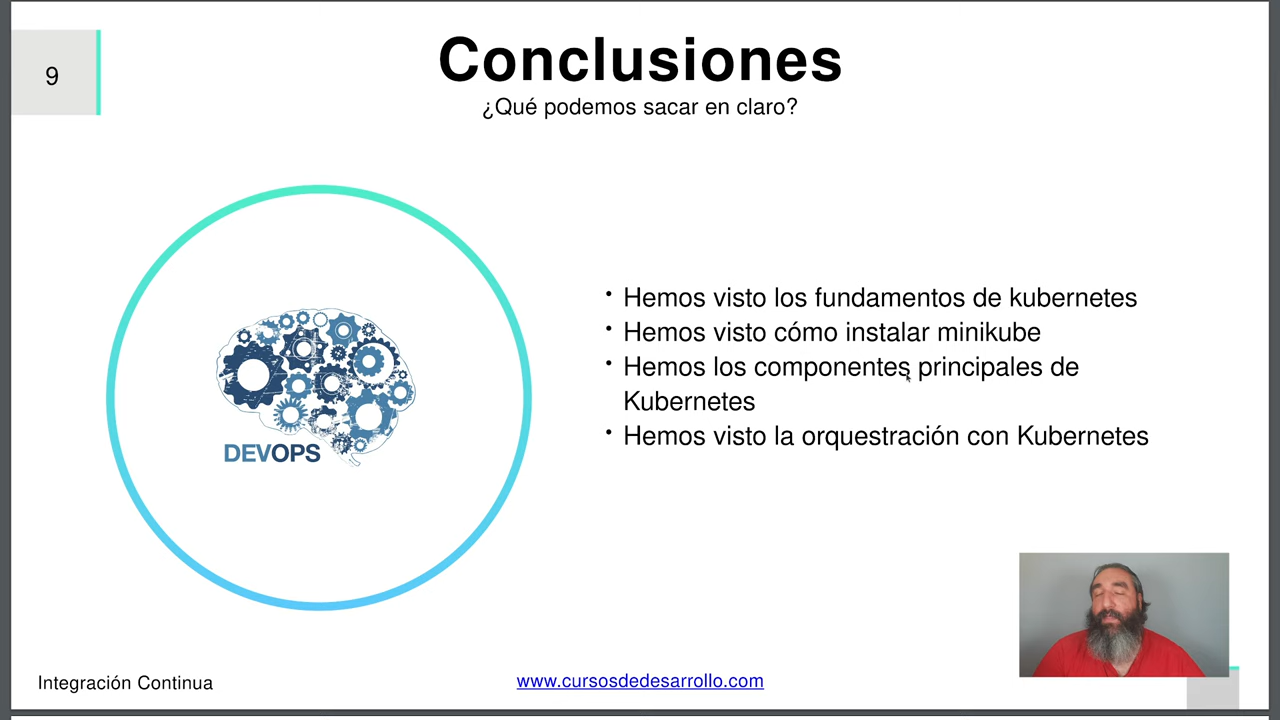 9
Conclusiones
¿Qué podemos sacar en claro?
• Hemos visto los fundamentos de kubernetes
• Hemos visto cómo instalar minikube
• Hemos los componentes principales de
Kubernetes
• Hemos visto la orquestración con Kubernetes
DEVOPS
Integración Continua
www.cursosdedesarrollo.com